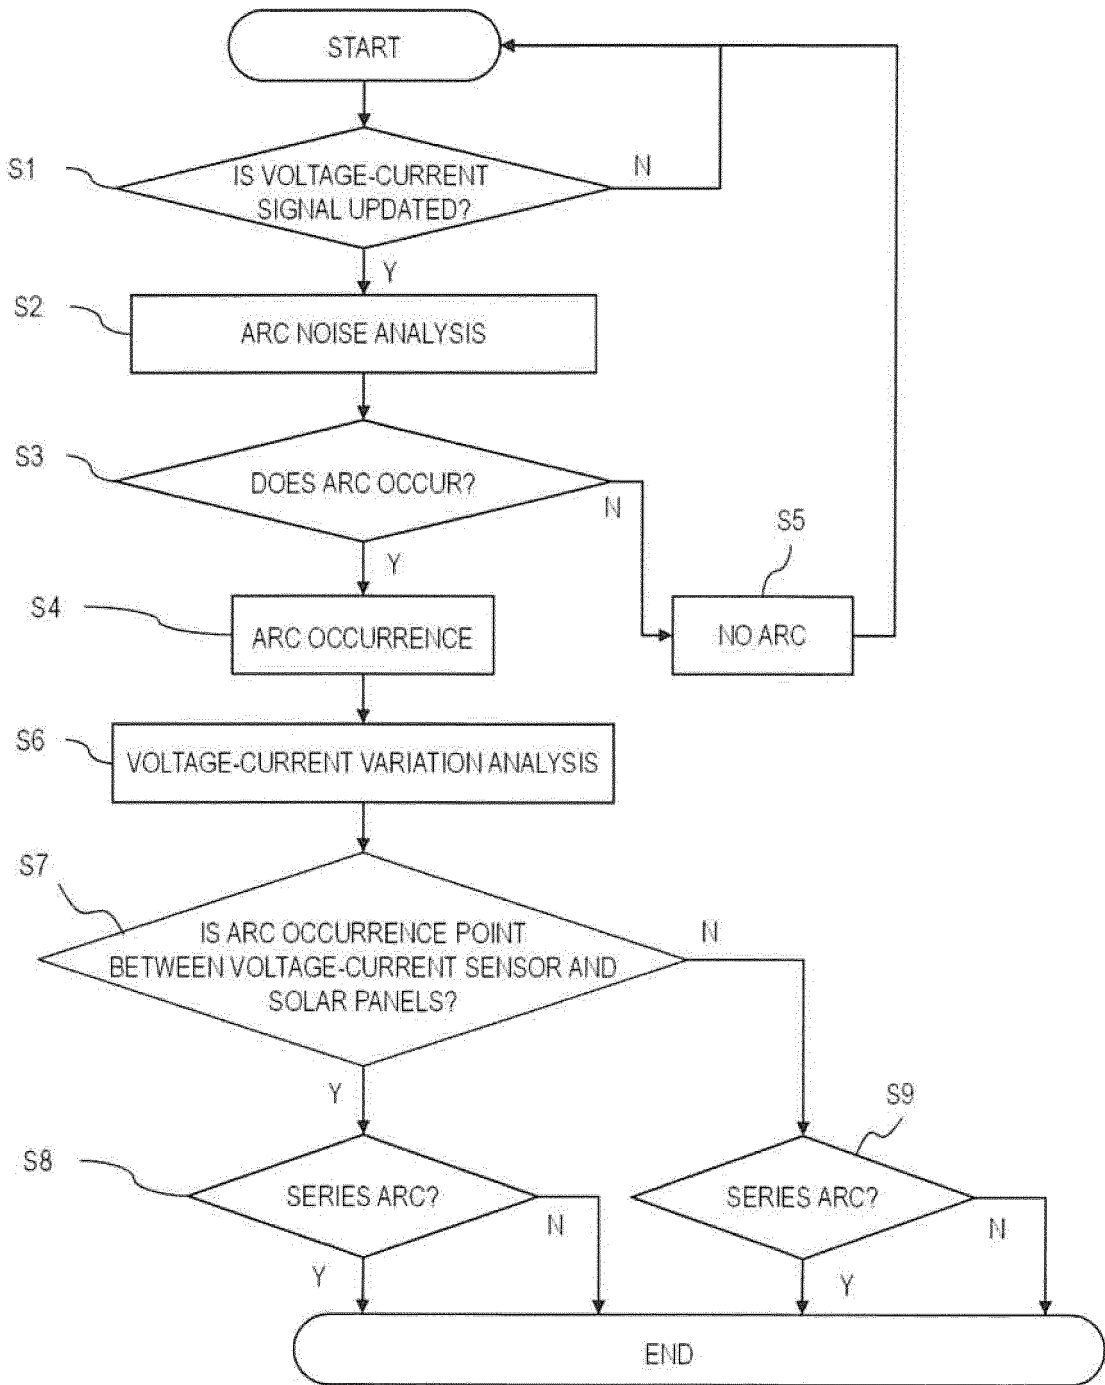 START
S1
IS VOLTAGE-CURRENT
SIGNAL UPDATED?
N
Y
S2
ARC NOISE ANALYSIS
S3
DOES ARC OCCUR?
N
Y
S5
S4
ARC OCCURRENCE
NO ARC
S6
VOLTAGE-CURRENT VARIATION ANALYSIS
S7
IS ARC OCCURRENCE POINT
BETWEEN VOLTAGE-CURRENT SENSOR AND
SOLAR PANELS?
N
Y
S9
S8
SERIES ARC?
N
Y
SERIES ARC?
N
Y
END